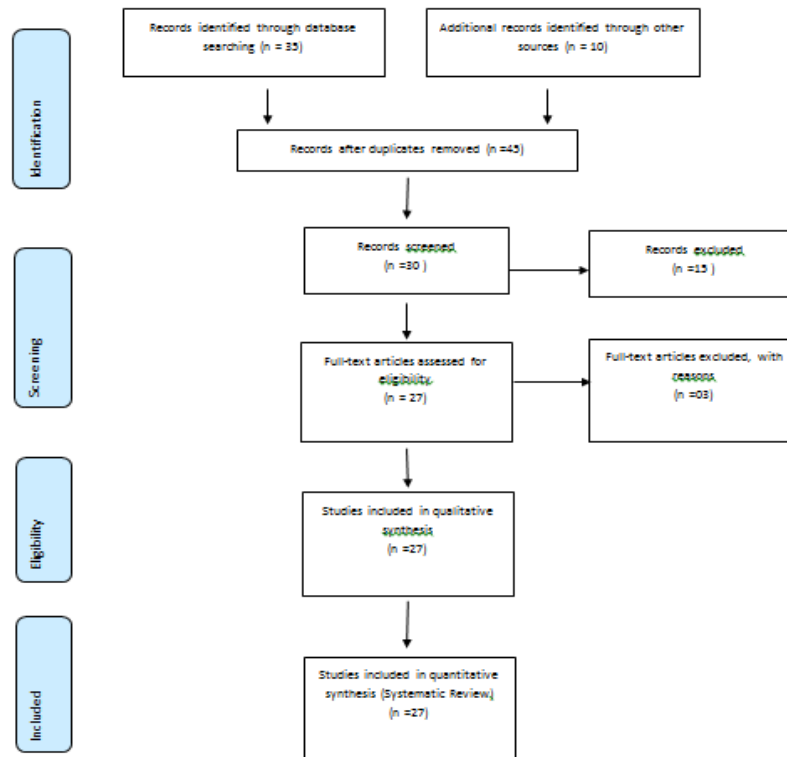 Records identified through database
searching (n = 35)
Additional records identified through other
sources (n = 10)
Identification
Records after duplicates removed (n =45)
Records screened
(n =30 )
Records excluded
(n =15 )
Screening
Full-text articles assessed for
eligibility
(n = 27)
Full-text articles excluded, with
reasons
(n =03)
Eligibility
Studies included in qualitative
synthesis
(n =27)
Included
Studies included in quantitative
synthesis (Systematic Review)
(n =27)